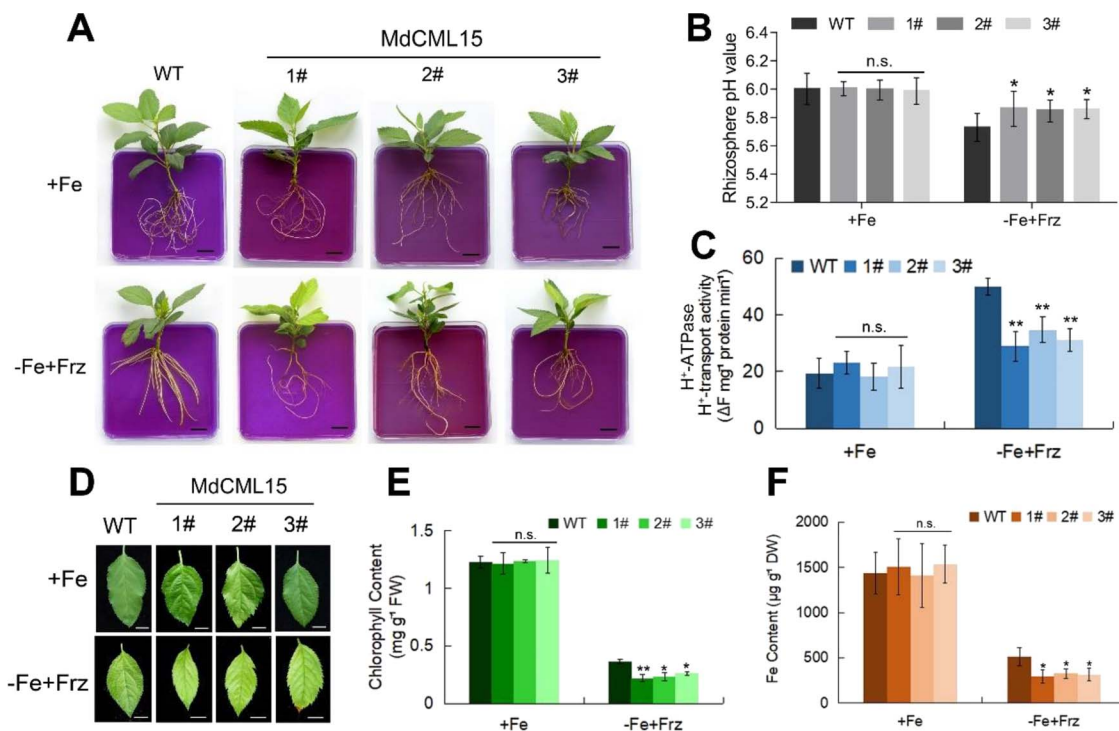 A
MdCML15
WT 1# 2# 3#
+Fe
-Fe+Frz
B
WT 1# 2# 3#
Rhizosphere pH value
6.4
6.2
6.0
5.8
5.6
5.4
5.2
n.s.
* * *
+Fe -Fe+Frz
C
WT 1# 2# 3#
H⁺-ATPase
H⁺-transport activity
(ΔF mg⁻¹ protein min⁻¹)
60
40
20
0
n.s.
** ** **
+Fe -Fe+Frz
D
MdCML15
WT 1# 2# 3#
+Fe
-Fe+Frz
E
WT 1# 2# 3#
Chlorophyll Content
(mg g⁻¹ FW)
1.5
1
0.5
0
n.s.
** * *
+Fe -Fe+Frz
F
WT 1# 2# 3#
Fe Content (µg g⁻¹ DW)
2000
1500
1000
500
0
n.s.
* * *
+Fe -Fe+Frz